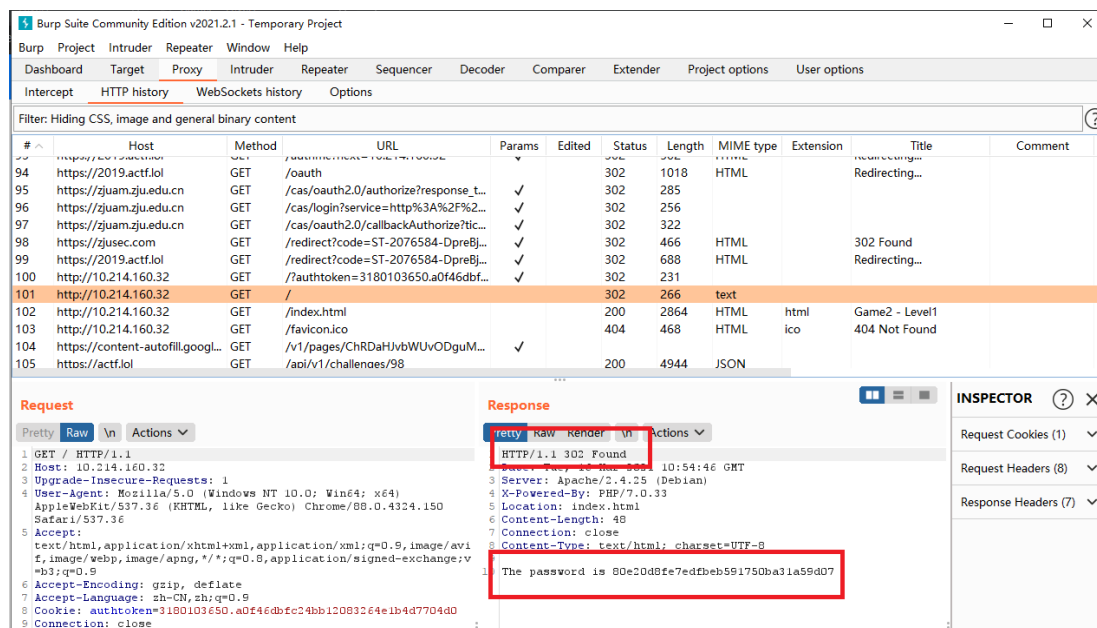 Burp Suite Community Edition v2021.2.1 - Temporary Project
Burp Project Intruder Repeater Window Help
Dashboard Target Proxy Intruder Repeater Sequencer Decoder Comparer Extender Project options User options
Intercept HTTP history WebSockets history Options
Filter: Hiding CSS, image and general binary content
# Host Method URL Params Edited Status Length MIME type Extension Title Comment
94 https://2019.actf.lol GET /oauth 302 1018 HTML Redirecting...
95 https://zjuam.zju.edu.cn GET /cas/oauth2.0/authorize?response_t... ✓ 302 285
96 https://zjuam.zju.edu.cn GET /cas/login?service=http%3A%2F%2... ✓ 302 256
97 https://zjuam.zju.edu.cn GET /cas/oauth2.0/callbackAuthorize?tic... ✓ 302 322
98 https://zjusec.com GET /redirect?code=ST-2076584-DpreBj... ✓ 302 466 HTML 302 Found
99 https://2019.actf.lol GET /redirect?code=ST-2076584-DpreBj... ✓ 302 688 HTML Redirecting...
100 http://10.214.160.32 GET /?authtoken=3180103650.a0f46dbf... ✓ 302 231
101 http://10.214.160.32 GET / 302 266 text
102 http://10.214.160.32 GET /index.html 200 2864 HTML html Game2 - Level1
103 http://10.214.160.32 GET /favicon.ico 404 468 HTML ico 404 Not Found
104 https://content-autofill.googl... GET /v1/pages/ChRDaHJvbWUvODguM... ✓
105 https://actf.lol GET /api/v1/challenges/98 200 4944 JSON
Request
Pretty Raw \n Actions
1 GET / HTTP/1.1
2 Host: 10.214.160.32
3 Upgrade-Insecure-Requests: 1
4 User-Agent: Mozilla/5.0 (Windows NT 10.0; Win64; x64)
AppleWebKit/537.36 (KHTML, like Gecko) Chrome/88.0.4324.150
Safari/537.36
5 Accept:
text/html,application/xhtml+xml,application/xml;q=0.9,image/avi
f,image/webp,image/apng,*/*;q=0.8,application/signed-exchange;v
=b3;q=0.9
6 Accept-Encoding: gzip, deflate
7 Accept-Language: zh-CN,zh;q=0.9
8 Cookie: authtoken=3180103650.a0f46dbfc24bb12083264e1b4d7704d0
9 Connection: close
Response
Pretty Raw Render \n Actions
HTTP/1.1 302 Found
2 Date: Tue, 16 Mar 2021 10:54:46 GMT
3 Server: Apache/2.4.25 (Debian)
4 X-Powered-By: PHP/7.0.33
5 Location: index.html
6 Content-Length: 48
7 Connection: close
8 Content-Type: text/html; charset=UTF-8
The password is 80e20d8fe7edfbeb591750ba31a59d07
INSPECTOR
Request Cookies (1)
Request Headers (8)
Response Headers (7)